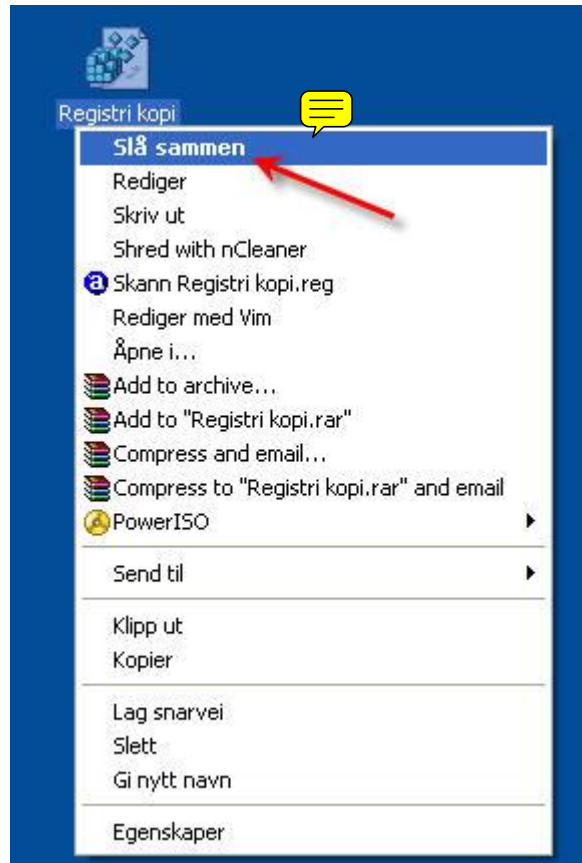 Registri kopi
Slå sammen
Rediger
Skriv ut
Shred with nCleaner
Skann Registri kopi.reg
Rediger med Vim
Åpne i...
Add to archive...
Add to "Registri kopi.rar"
Compress and email...
Compress to "Registri kopi.rar" and email
PowerISO
Send til
Klipp ut
Kopier
Lag snarvei
Slett
Gi nytt navn
Egenskaper